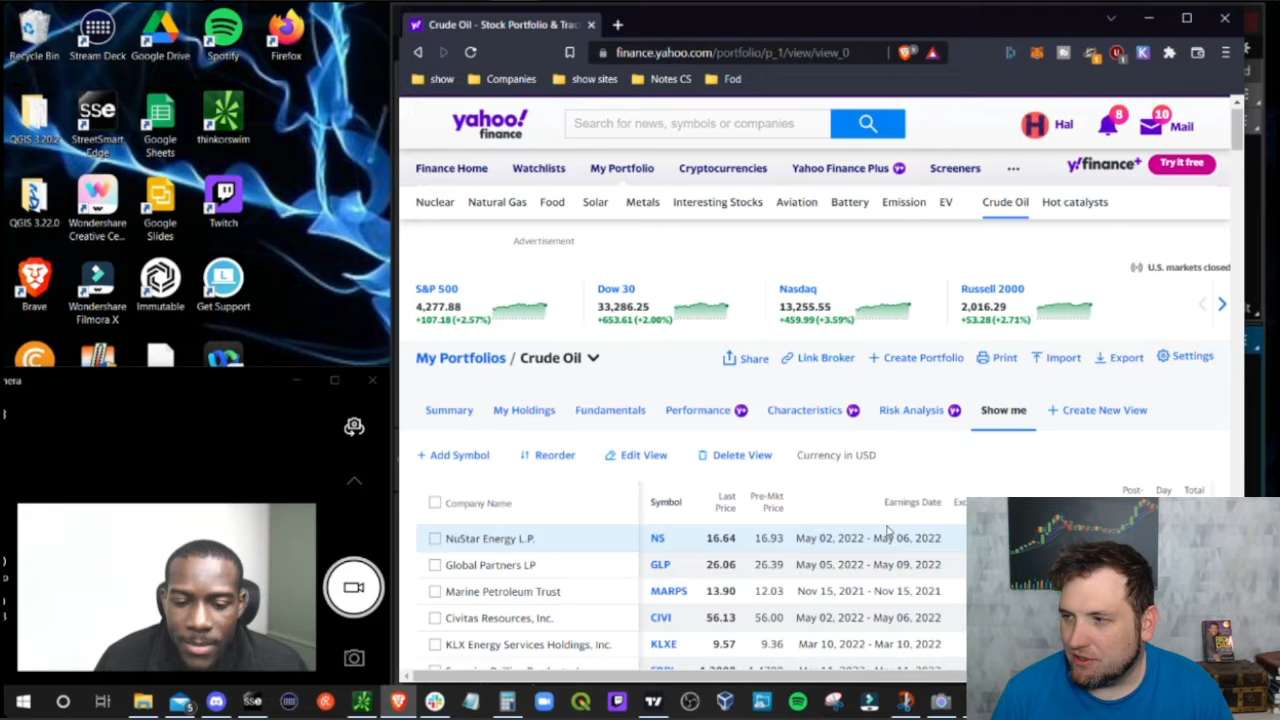 Recycle Bin
Stream Deck
Google Drive
Spotify
Firefox
QGIS 3.20.2
StreetSmart Edge
Google Sheets
thinkorswim
QGIS 3.22.0
Wondershare Creative Ce...
Google Slides
Twitch
Brave
Wondershare Filmora X
Immutable
Get Support
nera
Crude Oil - Stock Portfolio & Trac
finance.yahoo.com/portfolio/p_1/view/view_0
show
Companies
show sites
Notes CS
Fod
yahoo! finance
Search for news, symbols or companies
H Hal
8
10 Mail
Finance Home
Watchlists
My Portfolio
Cryptocurrencies
Yahoo Finance Plus
Screeners
...
y!finance+
Try it free
Nuclear
Natural Gas
Food
Solar
Metals
Interesting Stocks
Aviation
Battery
Emission
EV
Crude Oil
Hot catalysts
Advertisement
U.S. markets closed
S&P 500
4,277.88
+107.18 (+2.57%)
Dow 30
33,286.25
+653.61 (+2.00%)
Nasdaq
13,255.55
+459.99 (+3.59%)
Russell 2000
2,016.29
+53.28 (+2.71%)
My Portfolios / Crude Oil
Share
Link Broker
+ Create Portfolio
Print
Import
Export
Settings
Summary
My Holdings
Fundamentals
Performance
Characteristics
Risk Analysis
Show me
+ Create New View
+ Add Symbol
Reorder
Edit View
Delete View
Currency in USD
Company Name
Symbol
Last Price
Pre-Mkt Price
Earnings Date
Post-
Day
Total
NuStar Energy L.P. NS 16.64 16.93 May 02, 2022 - May 06, 2022
Global Partners LP GLP 26.06 26.39 May 05, 2022 - May 09, 2022
Marine Petroleum Trust MARPS 13.90 12.03 Nov 15, 2021 - Nov 15, 2021
Civitas Resources, Inc. CIVI 56.13 56.00 May 02, 2022 - May 06, 2022
KLX Energy Services Holdings, Inc. KLXE 9.57 9.36 Mar 10, 2022 - Mar 10, 2022